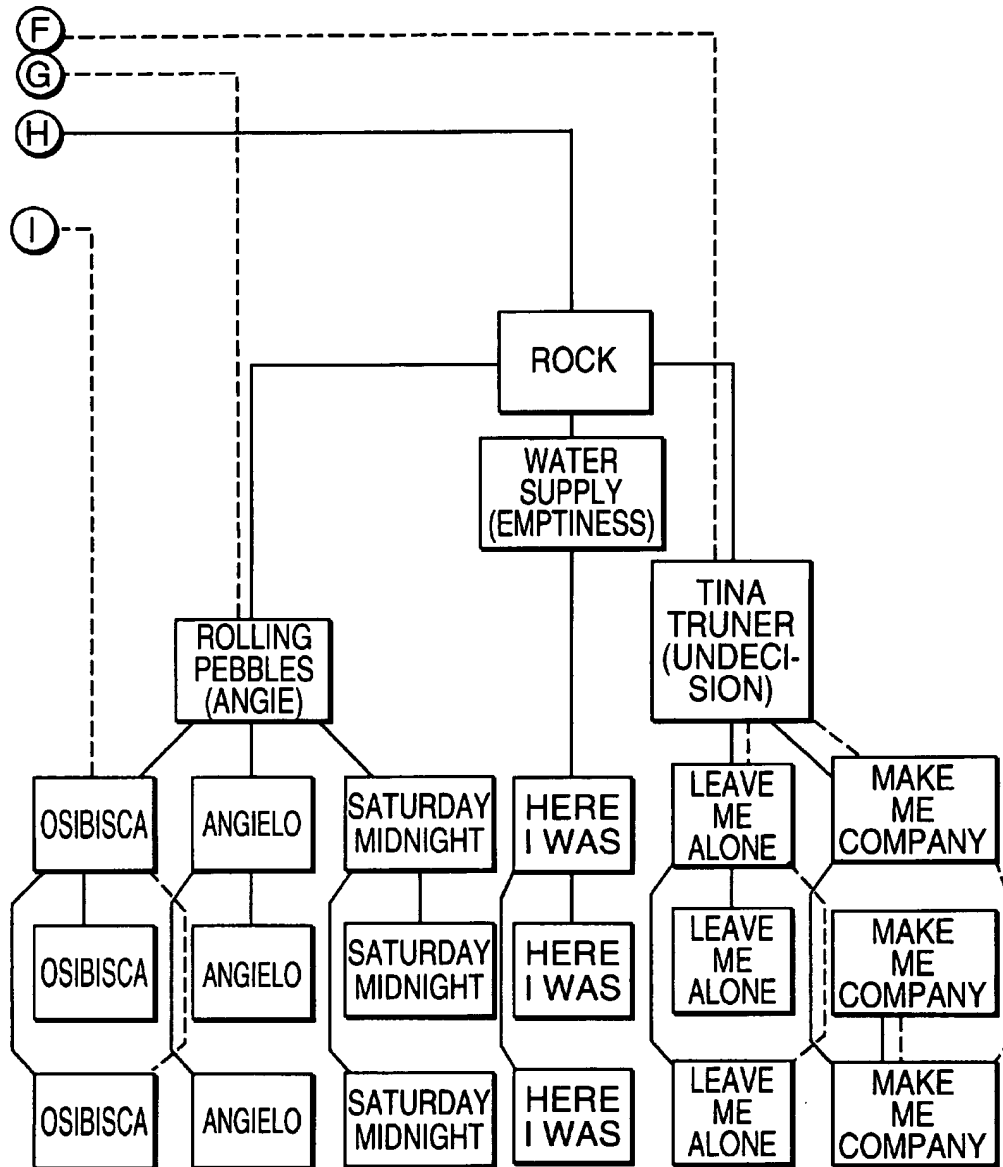 F
G
H
I
ROCK
WATER
SUPPLY
(EMPTINESS)
TINA
TRUNER
(UNDECI-
SION)
ROLLING
PEBBLES
(ANGIE)
OSIBISCA
ANGIELO
SATURDAY
MIDNIGHT
HERE
I WAS
LEAVE
ME
ALONE
MAKE
ME
COMPANY
OSIBISCA
ANGIELO
SATURDAY
MIDNIGHT
HERE
I WAS
LEAVE
ME
ALONE
MAKE
ME
COMPANY
OSIBISCA
ANGIELO
SATURDAY
MIDNIGHT
HERE
I WAS
LEAVE
ME
ALONE
MAKE
ME
COMPANY